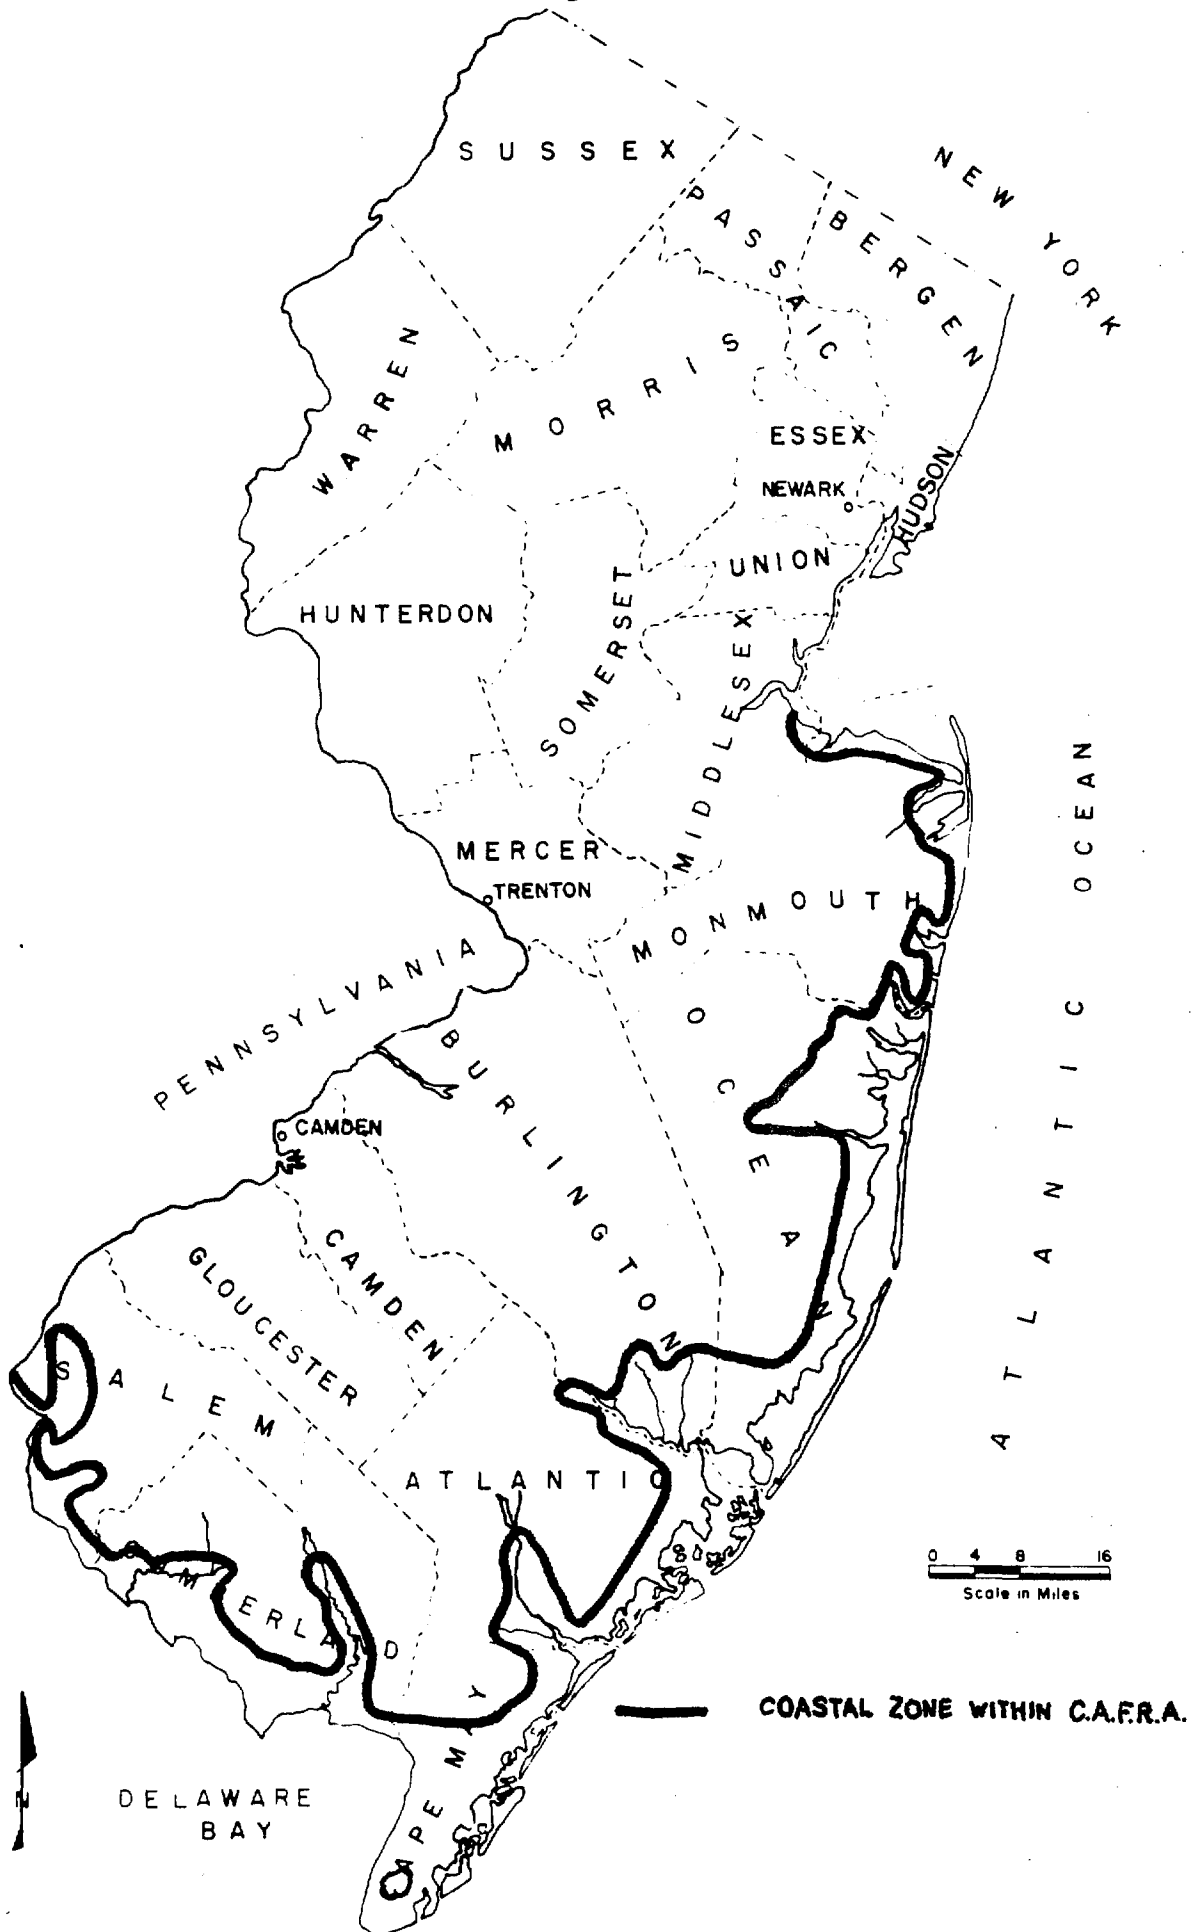 SUSSEX
NEW YORK
PASSAIC
BERGEN
WARREN
MORRIS
ESSEX
NEWARK
HUDSON
UNION
HUNTERDON
SOMERSET
MIDDLESEX
MERCER
TRENTON
MONMOUTH
ATLANTIC OCEAN
PENNSYLVANIA
OCEAN
BURLINGTON
CAMDEN
CAMDEN
GLOUCESTER
SALEM
ATLANTIC
0 4 8 16
Scale in Miles
COASTAL ZONE WITHIN C.A.F.R.A.
N
DELAWARE
BAY